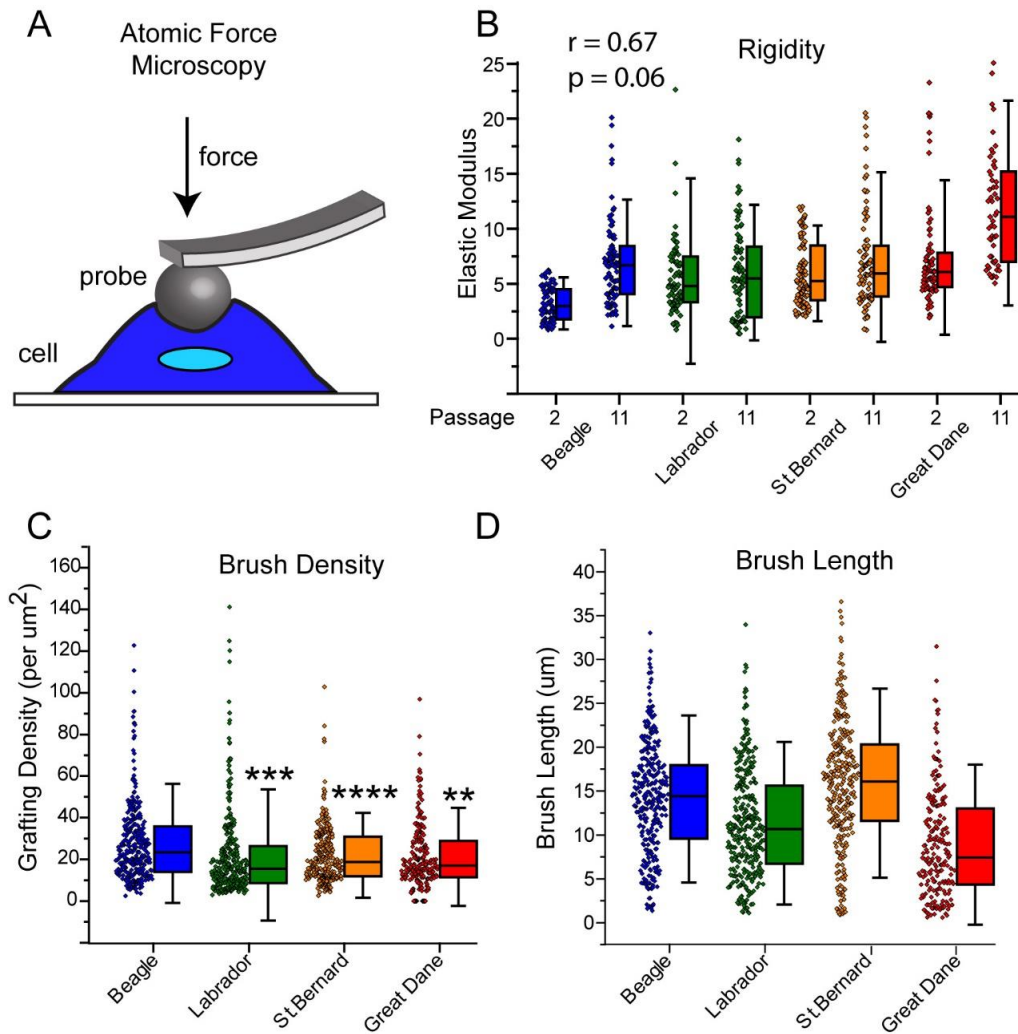 A
Atomic Force
Microscopy
force
probe
cell
B
r = 0.67
p = 0.06
Rigidity
Elastic Modulus
25
20
15
10
5
0
Passage 2 11 2 11 2 11 2 11
Beagle Labrador St Bernard Great Dane
C
Brush Density
Grafting Density (per um²)
160
140
120
100
80
60
40
20
0
*** **** **
Beagle Labrador St Bernard Great Dane
D
Brush Length
Brush Length (um)
40
35
30
25
20
15
10
5
0
Beagle Labrador St Bernard Great Dane